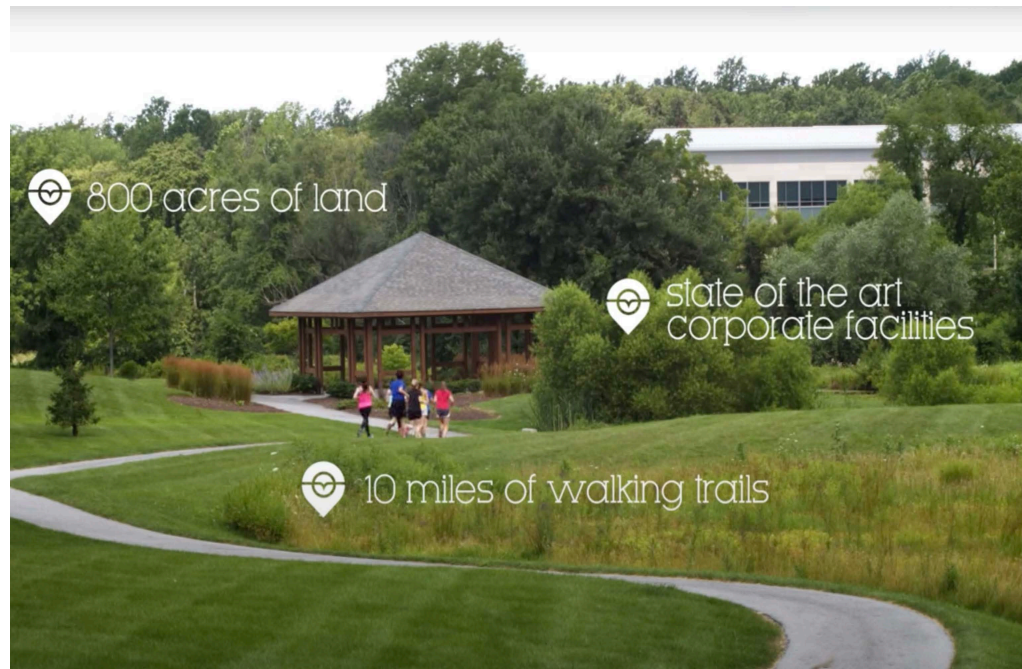 800 acres of land
state of the art
corporate facilities
10 miles of walking trails